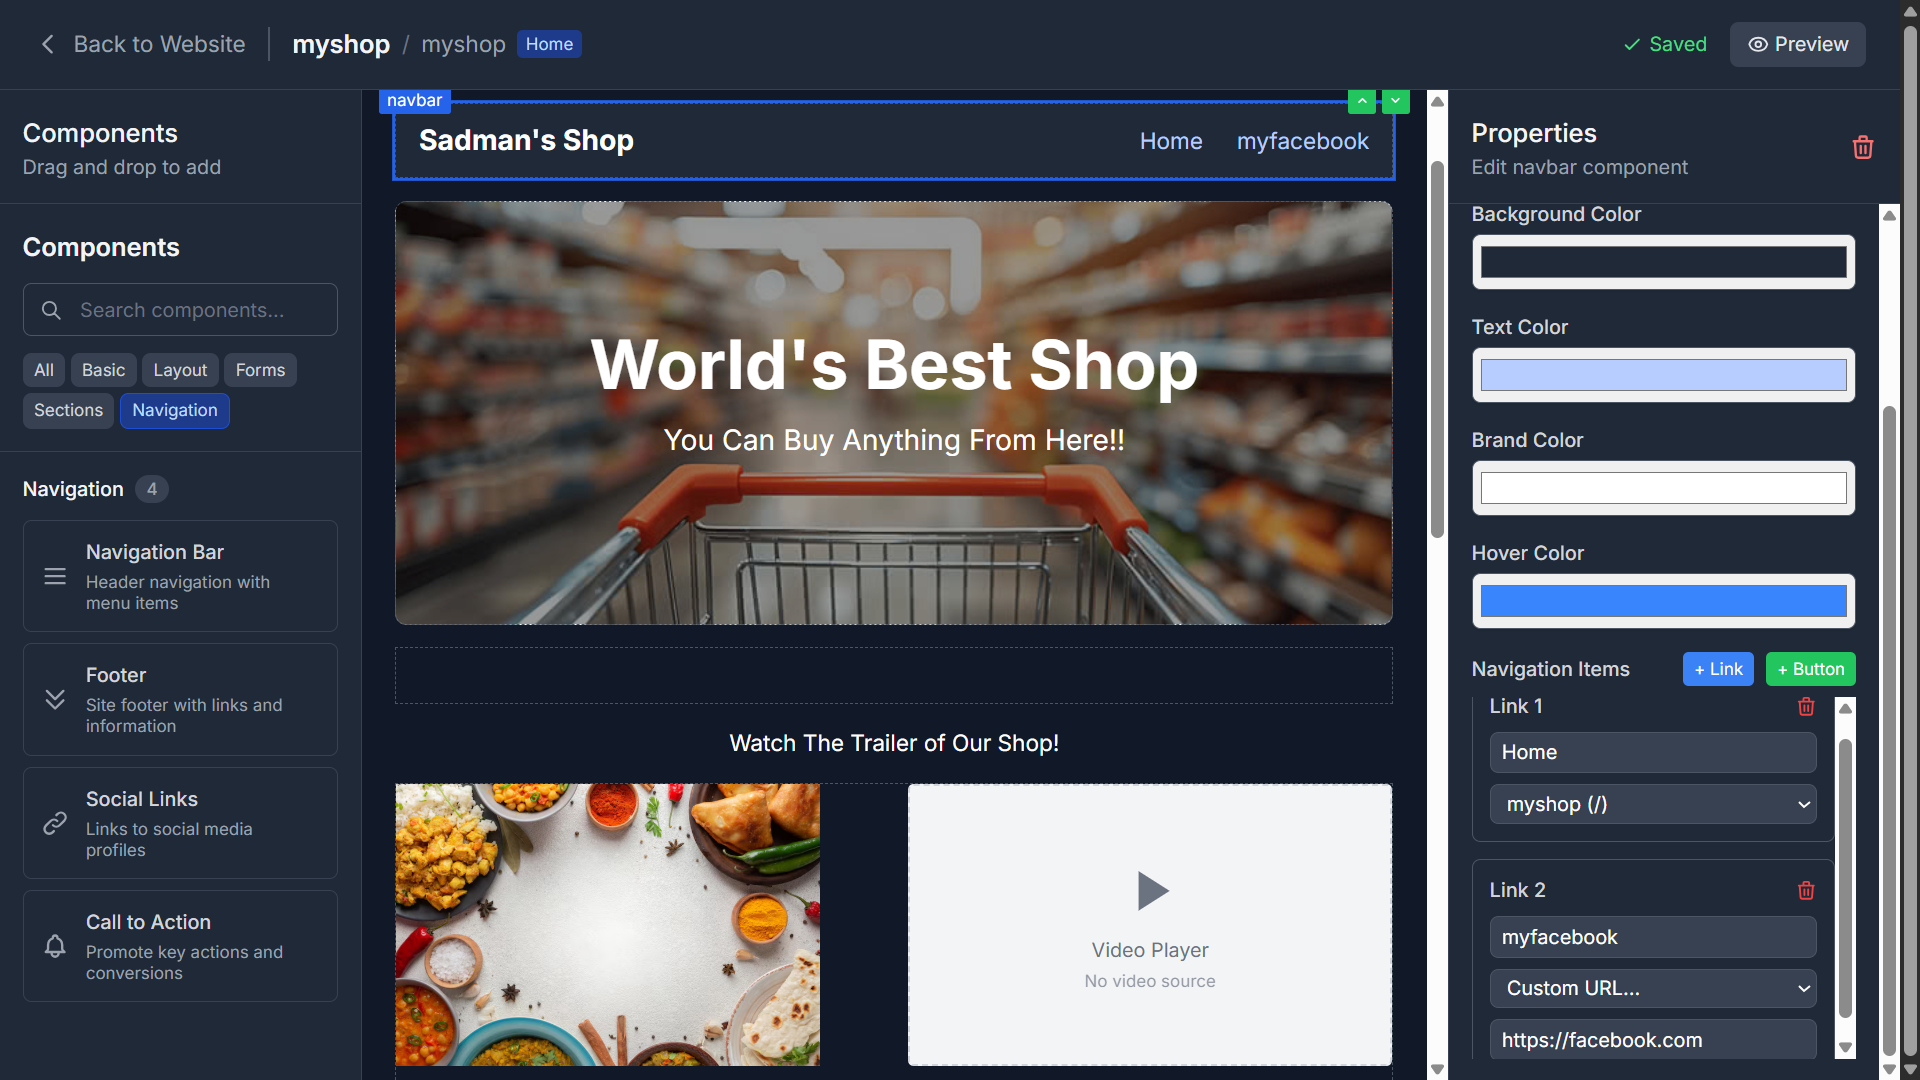 Back to Website
myshop / myshop Home
Saved
Preview
Components
Drag and drop to add
Components
Search components...
All Basic Layout Forms
Sections Navigation
Navigation 4
Navigation Bar
Header navigation with
menu items
Footer
Site footer with links and
information
Social Links
Links to social media
profiles
Call to Action
Promote key actions and
conversions
navbar
Sadman's Shop
Home myfacebook
World's Best Shop
You Can Buy Anything From Here!!
Watch The Trailer of Our Shop!
Video Player
No video source
Properties
Edit navbar component
Background Color
Text Color
Brand Color
Hover Color
Navigation Items + Link + Button
Link 1
Home
myshop (/)
Link 2
myfacebook
Custom URL...
https://facebook.com